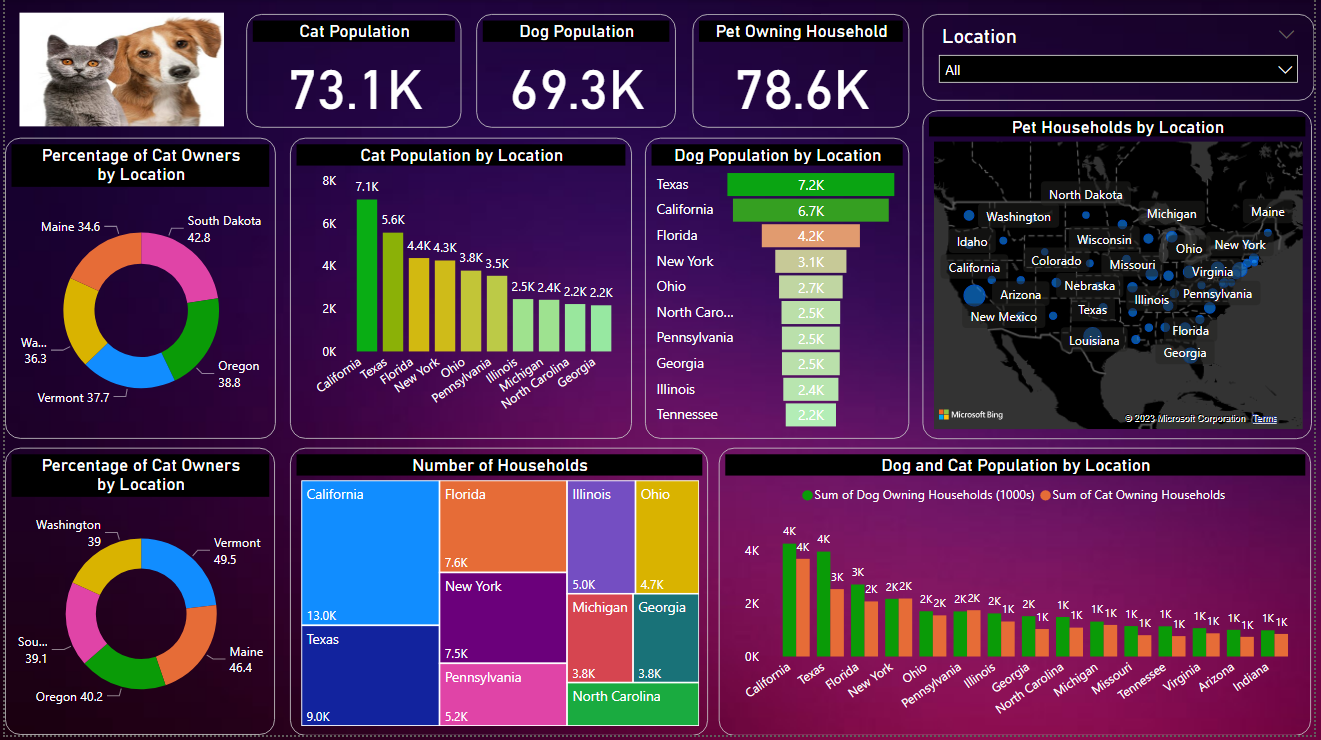 Cat Population
73.1K
Dog Population
69.3K
Pet Owning Household
78.6K
Location
All
Percentage of Cat Owners
by Location
Maine 34.6
South Dakota
42.8
Wa...
36.3
Oregon
38.8
Vermont 37.7
Cat Population by Location
8K
6K
4K
2K
0K
7.1K
5.6K
4.4K
4.3K
3.8K
3.5K
2.5K
2.4K
2.2K
2.2K
California
Texas
Florida
New York
Ohio
Pennsylvania
Illinois
Michigan
North Carolina
Georgia
Dog Population by Location
Texas 7.2K
California 6.7K
Florida 4.2K
New York 3.1K
Ohio 2.7K
North Caro... 2.5K
Pennsylvania 2.5K
Georgia 2.5K
Illinois 2.4K
Tennessee 2.2K
Pet Households by Location
North Dakota
Washington
Michigan
Maine
Idaho
Wisconsin
Ohio
New York
California
Colorado
Missouri
Virginia
Arizona
Nebraska
Illinois
Pennsylvania
New Mexico
Texas
Louisiana
Florida
Georgia
Microsoft Bing
© 2023 Microsoft Corporation Terms
Percentage of Cat Owners
by Location
Washington
39
Vermont
49.5
Sou...
39.1
Maine
46.4
Oregon 40.2
Number of Households
California
13.0K
Texas
9.0K
Florida
7.6K
New York
7.5K
Pennsylvania
5.2K
Illinois
5.0K
Ohio
4.7K
Michigan
3.8K
Georgia
3.8K
North Carolina
Dog and Cat Population by Location
Sum of Dog Owning Households (1000s) Sum of Cat Owning Households
4K
2K
0K
4K 4K
4K 3K
3K 2K
2K 2K
2K 2K
2K 2K
2K 1K
2K 1K
1K 1K
1K 1K
1K 1K
1K 1K
1K 1K
1K 1K
1K 1K
California
Texas
Florida
New York
Ohio
Pennsylvania
Illinois
Georgia
North Carolina
Michigan
Missouri
Tennessee
Virginia
Arizona
Indiana